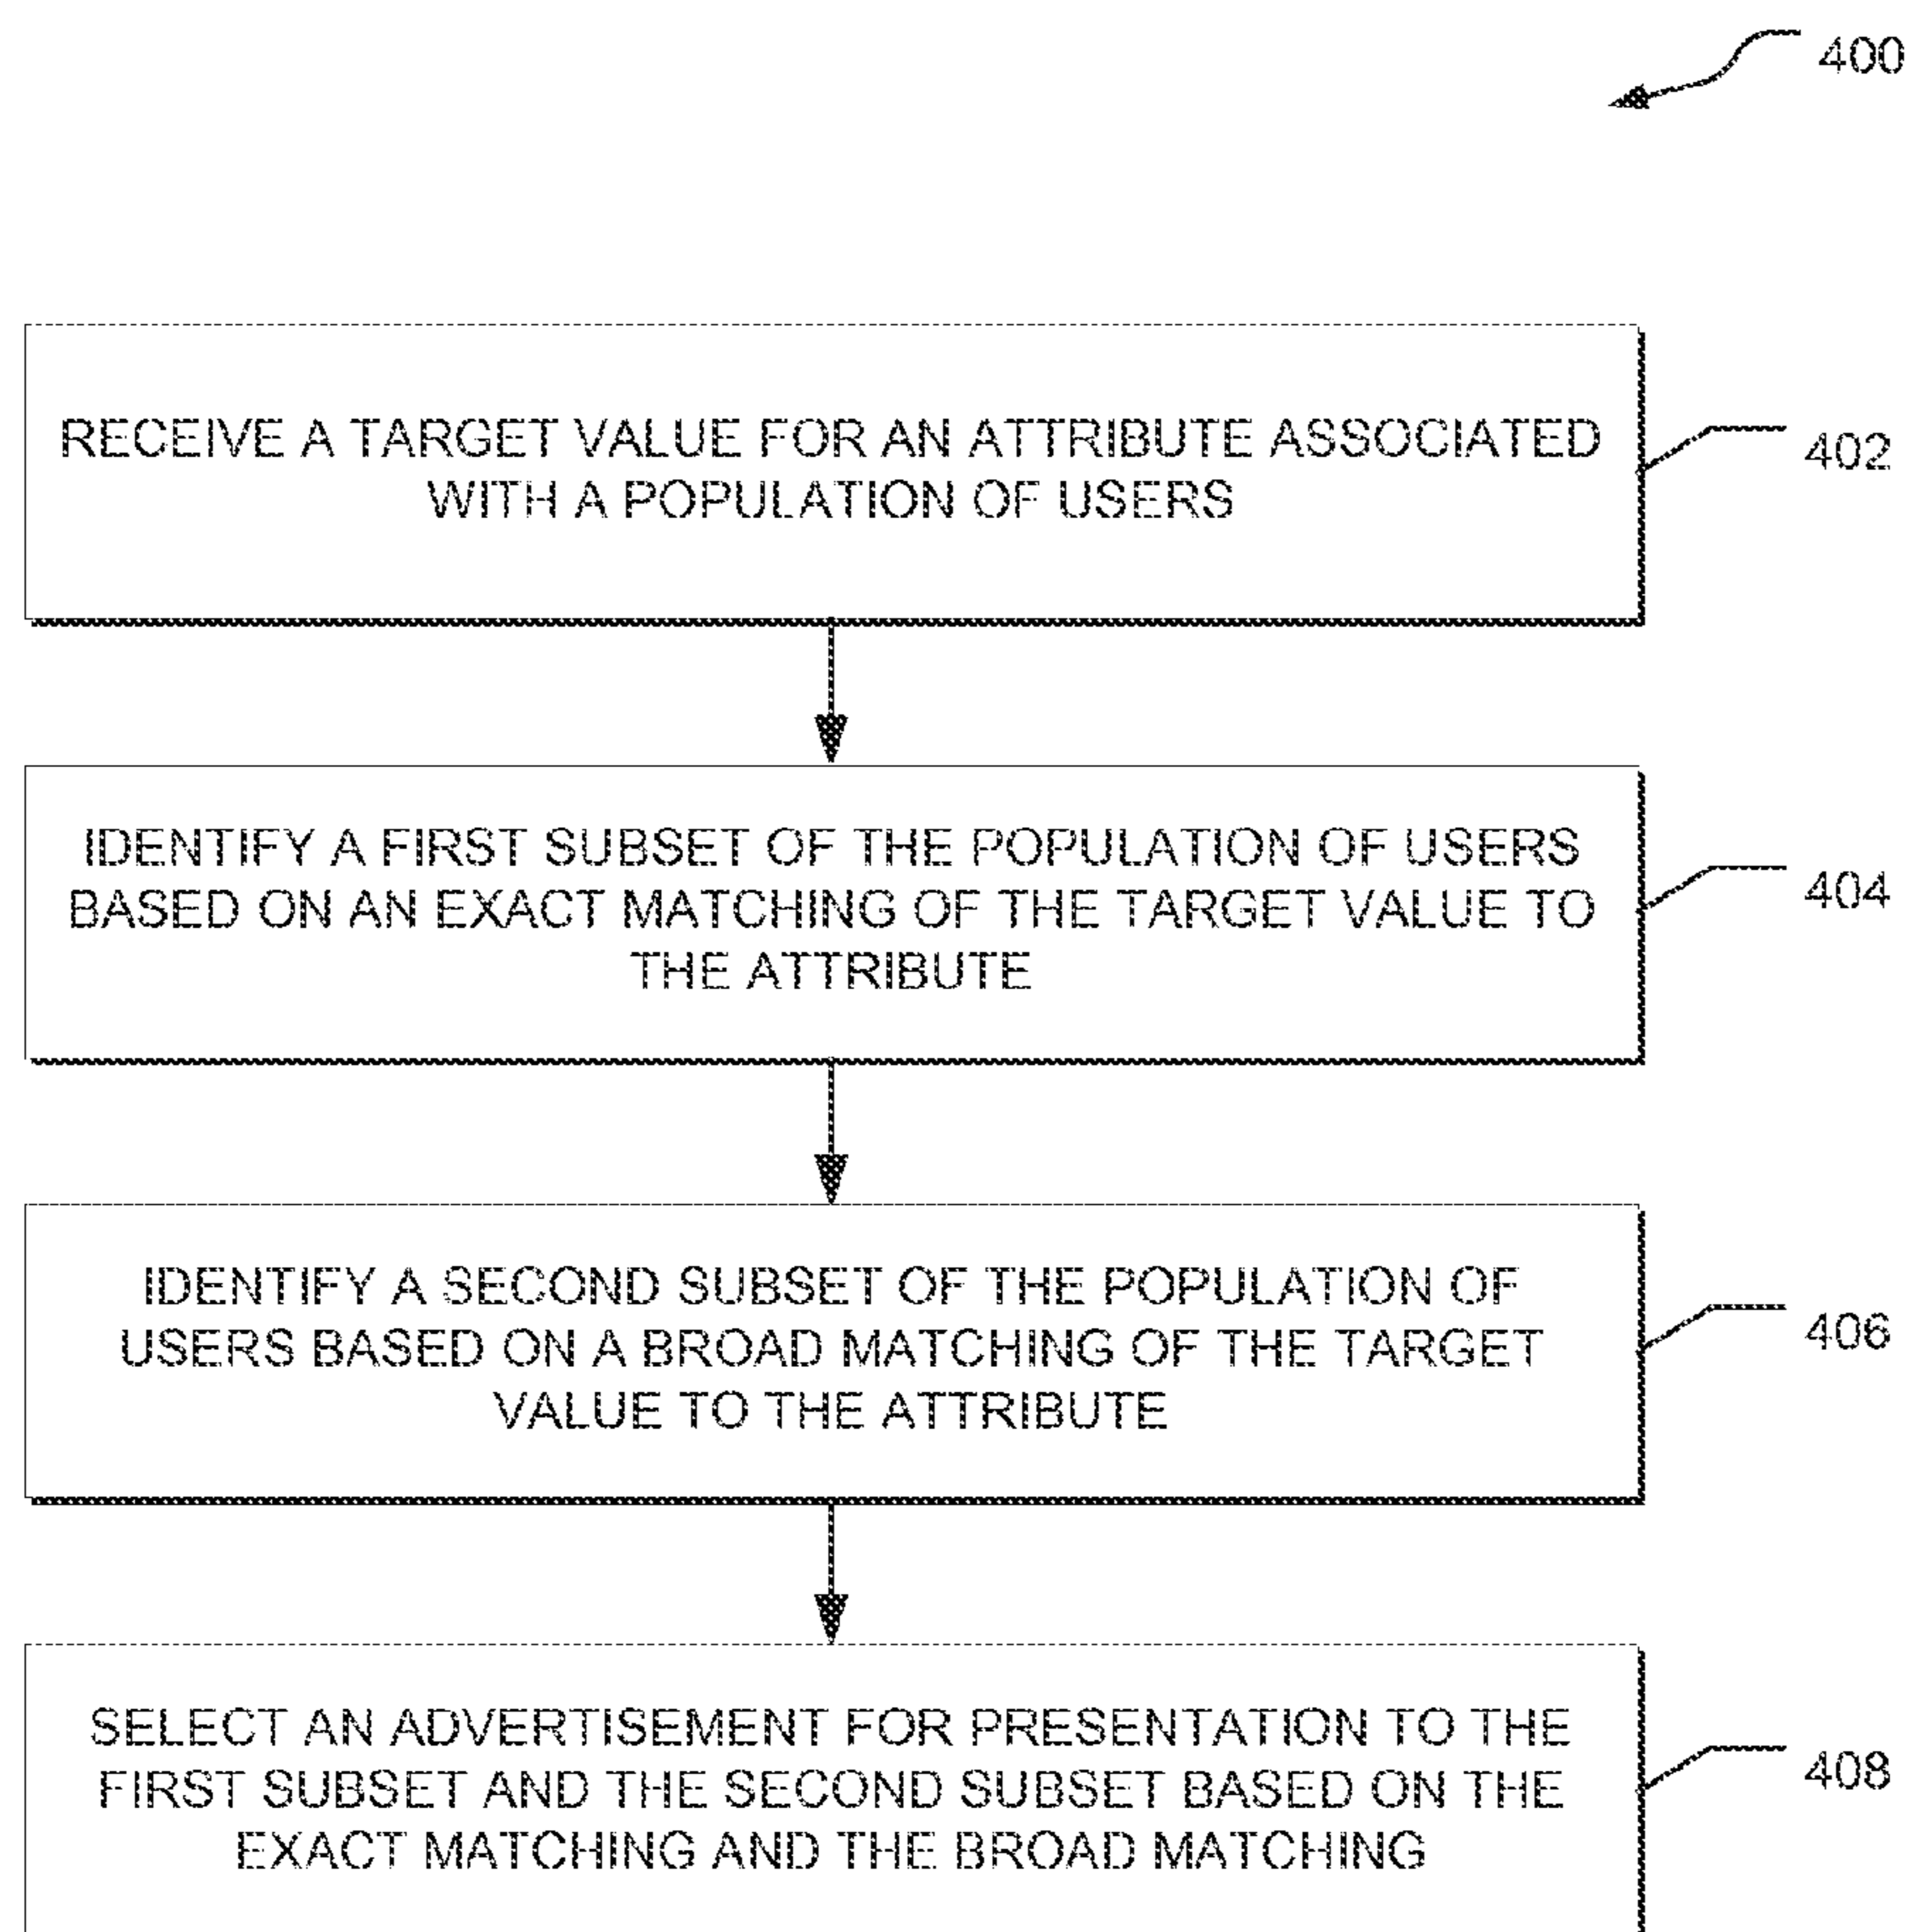 400
RECEIVE A TARGET VALUE FOR AN ATTRIBUTE ASSOCIATED
WITH A POPULATION OF USERS
402
IDENTIFY A FIRST SUBSET OF THE POPULATION OF USERS
BASED ON AN EXACT MATCHING OF THE TARGET VALUE TO
THE ATTRIBUTE
404
IDENTIFY A SECOND SUBSET OF THE POPULATION OF
USERS BASED ON A BROAD MATCHING OF THE TARGET
VALUE TO THE ATTRIBUTE
406
SELECT AN ADVERTISEMENT FOR PRESENTATION TO THE
FIRST SUBSET AND THE SECOND SUBSET BASED ON THE
EXACT MATCHING AND THE BROAD MATCHING
408